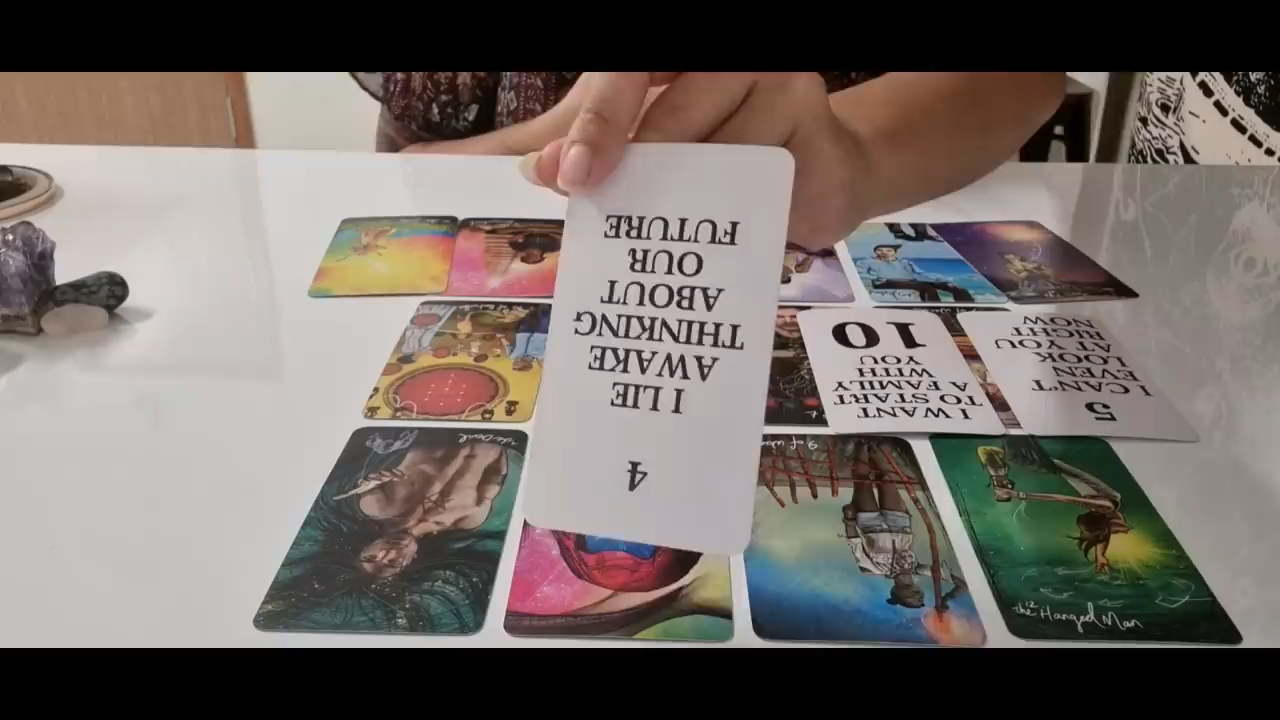 4
I LIE
AWAKE
THINKING
ABOUT
OUR
FUTURE
I WANT
TO START
A FAMILY
WITH
YOU
10
5
I CAN'T
EVEN
LOOK
AT YOU
RIGHT
NOW
the Devil
9 of
12
the Hanged Man